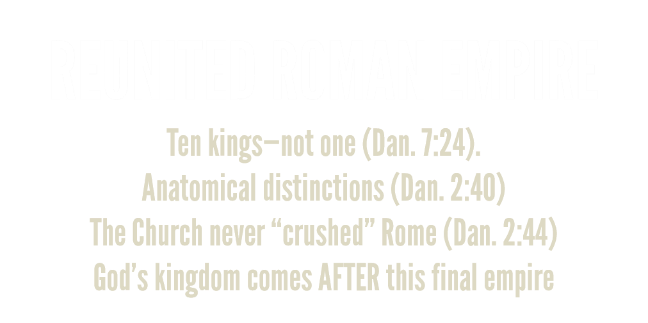 Ten kings—not one (Dan. 7:24).
Anatomical distinctions (Dan. 2:40)
The Church never “crushed” Rome (Dan. 2:44)
God’s kingdom comes AFTER this final empire